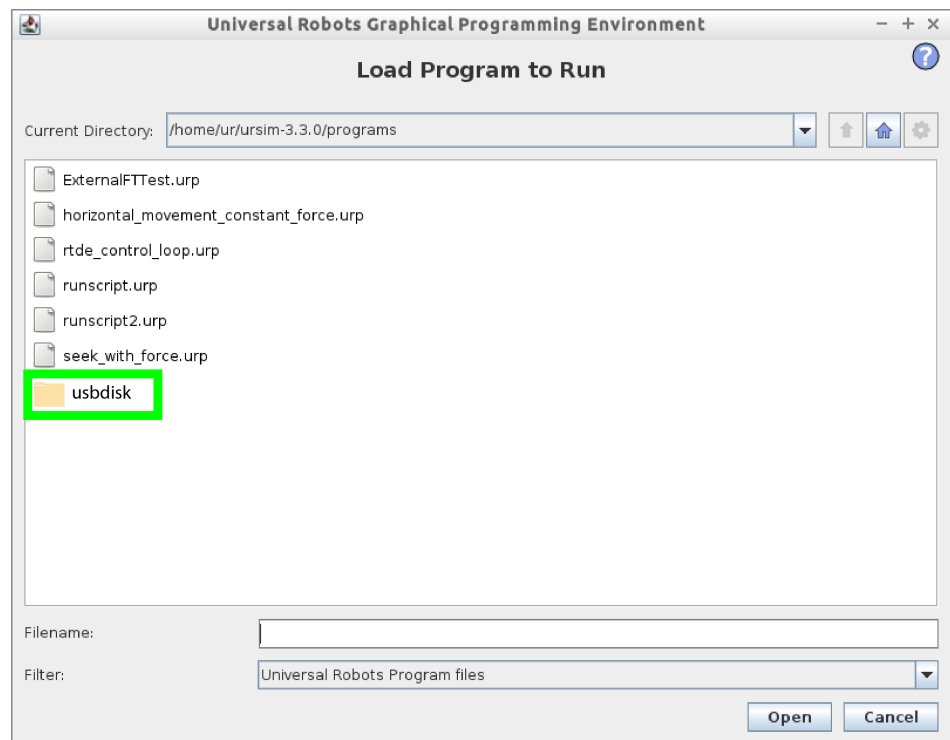 Universal Robots Graphical Programming Environment
Load Program to Run
?
Current Directory: /home/ur/ursim-3.3.0/programs
ExternalFTTest.urp
horizontal_movement_constant_force.urp
rtde_control_loop.urp
runscript.urp
runscript2.urp
seek_with_force.urp
usbdisk
Filename:
Filter: Universal Robots Program files
Open Cancel